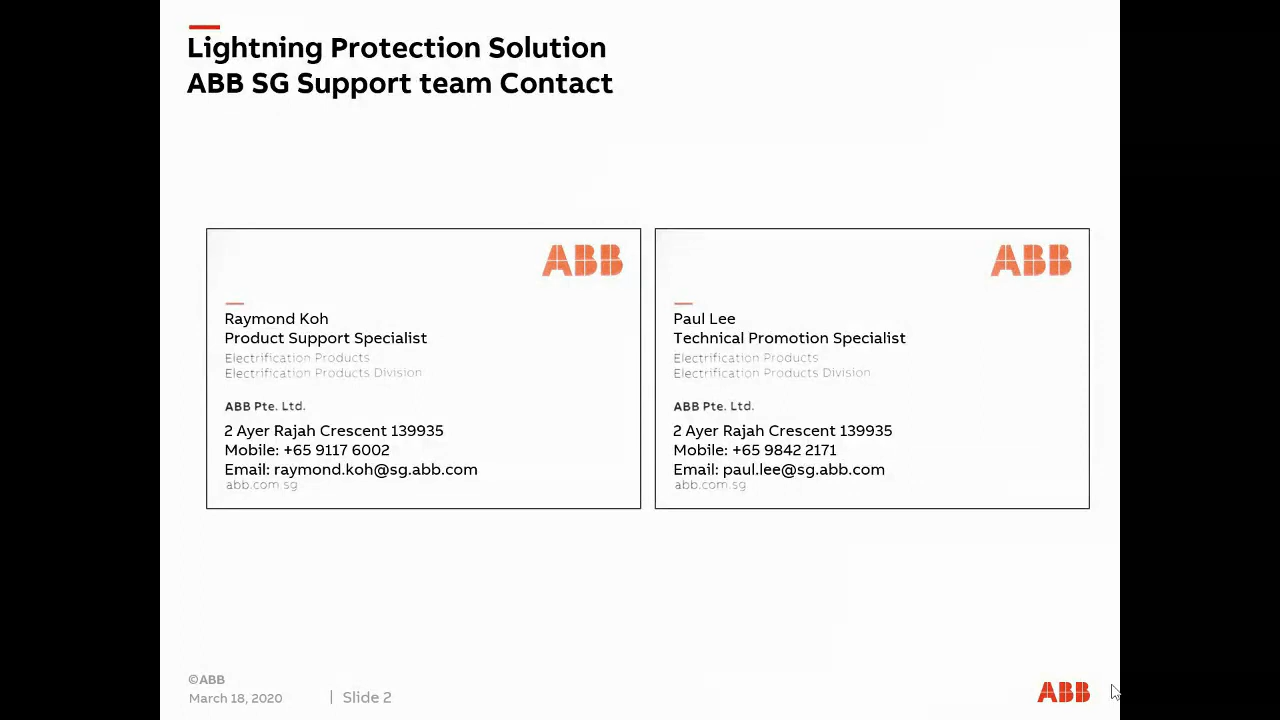 Lightning Protection Solution
ABB SG Support team Contact
ABB
Raymond Koh
Product Support Specialist
Electrification Products
Electrification Products Division
ABB Pte. Ltd.
2 Ayer Rajah Crescent 139935
Mobile: +65 9117 6002
Email: raymond.koh@sg.abb.com
abb.com.sg
ABB
Paul Lee
Technical Promotion Specialist
Electrification Products
Electrification Products Division
ABB Pte. Ltd.
2 Ayer Rajah Crescent 139935
Mobile: +65 9842 2171
Email: paul.lee@sg.abb.com
abb.com.sg
©ABB
March 18, 2020 | Slide 2
ABB